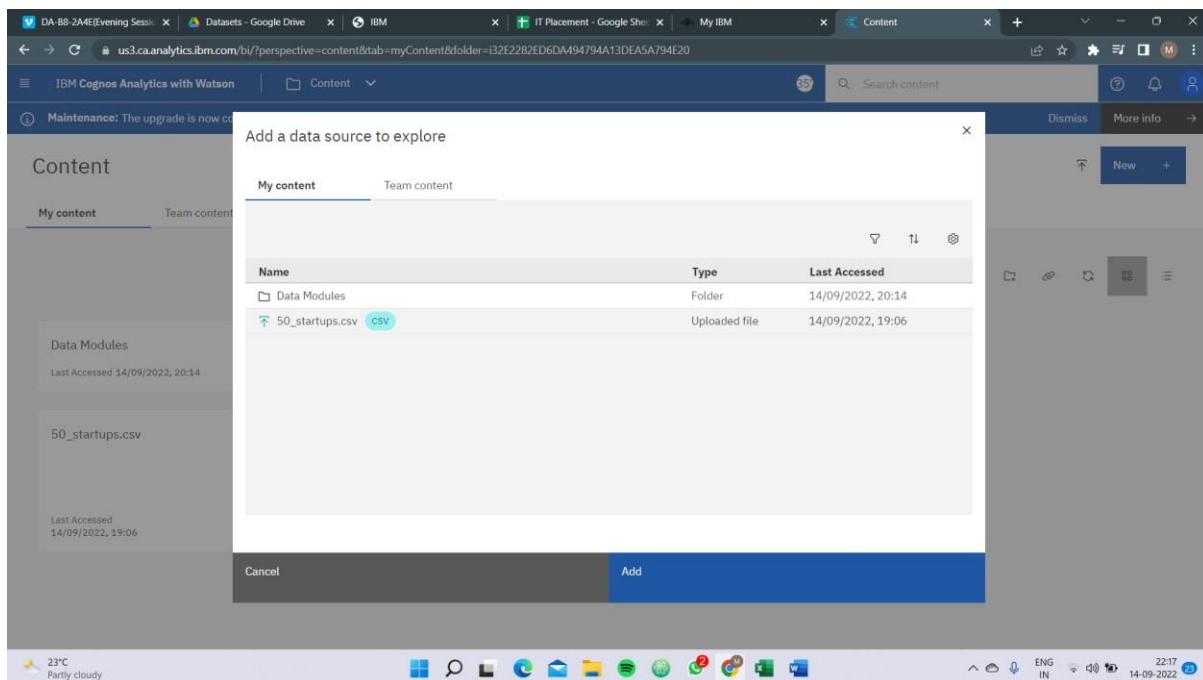 DA-B8-2A4E(Evening Sessi
Datasets - Google Drive
IBM
IT Placement - Google She
My IBM
Content
us3.ca.analytics.ibm.com/bi/?perspective=content&tab=myContent&folder=i32E2282ED6DA494794A13DEA5A794E20
M
IBM Cognos Analytics with Watson
Content
35
Search content
Maintenance: The upgrade is now co
Dismiss
More info
Add a data source to explore
Content
New +
My content
Team content
My content
Team content
Name
Type
Last Accessed
Data Modules
Folder
14/09/2022, 20:14
50_startups.csv
CSV
Uploaded file
14/09/2022, 19:06
Data Modules
Last Accessed 14/09/2022, 20:14
50_startups.csv
Last Accessed
14/09/2022, 19:06
Cancel
Add
23°C
Partly cloudy
2
ENG
IN
22:17
14-09-2022
23